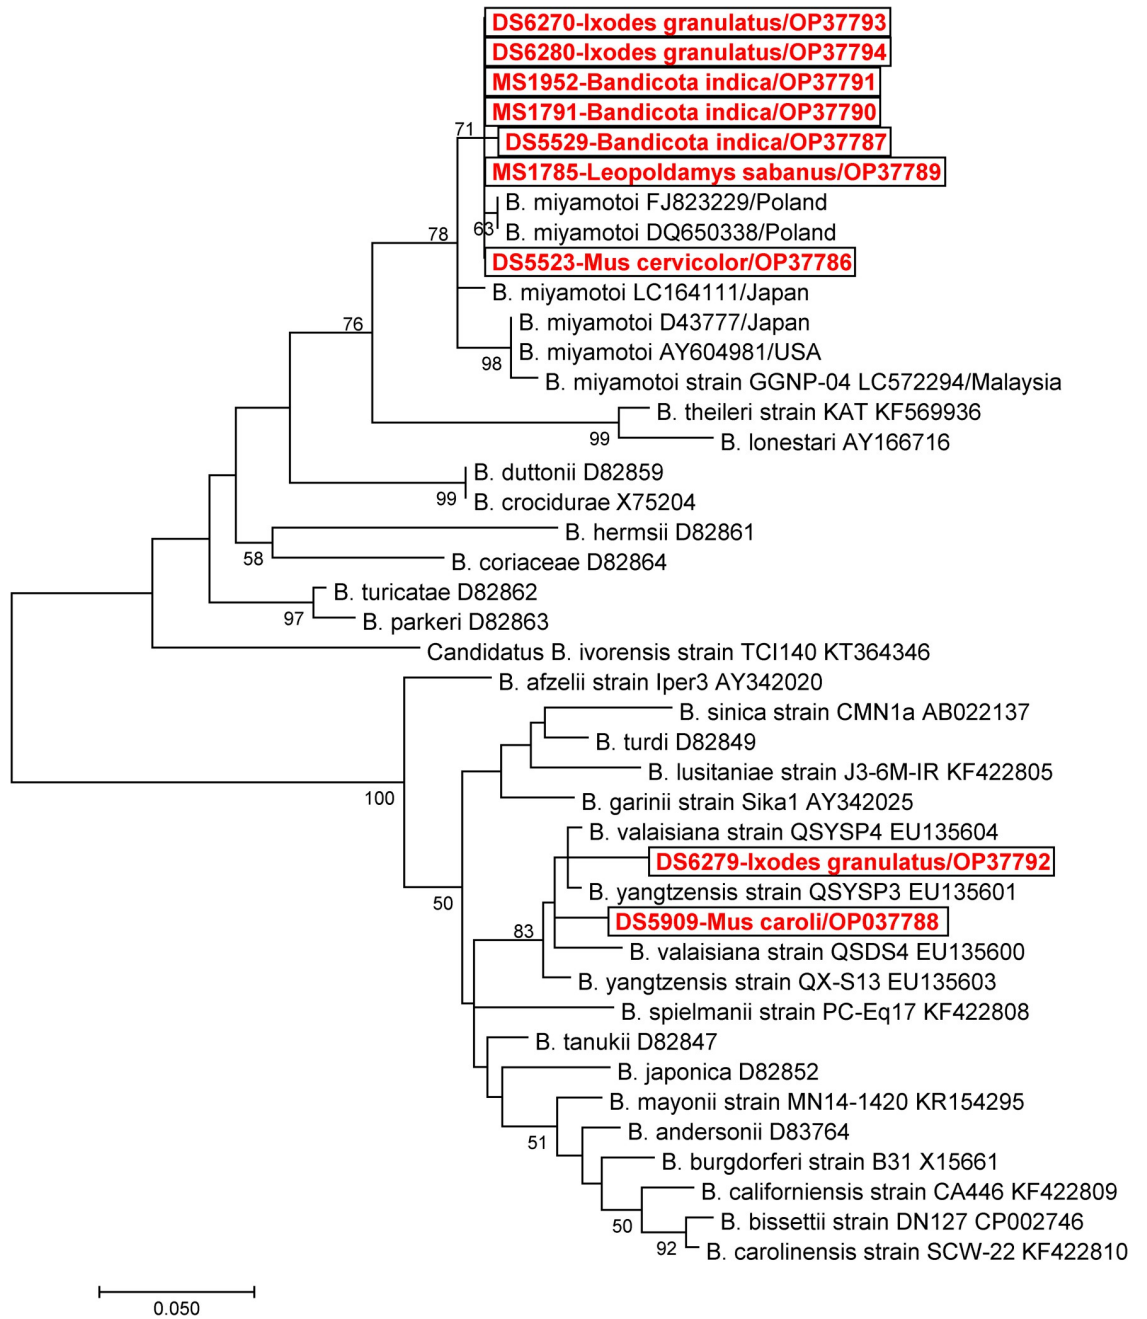 DS6270-Ixodes granulatus/OP37793
DS6280-Ixodes granulatus/OP37794
MS1952-Bandicota indica/OP37791
MS1791-Bandicota indica/OP37790
71
DS5529-Bandicota indica/OP37787
MS1785-Leopoldamys sabanus/OP37789
B. miyamotoi FJ823229/Poland
78
63
B. miyamotoi DQ650338/Poland
DS5523-Mus cervicolor/OP37786
B. miyamotoi LC164111/Japan
76
B. miyamotoi D43777/Japan
B. miyamotoi AY604981/USA
98
B. miyamotoi strain GGNP-04 LC572294/Malaysia
B. theileri strain KAT KF569936
99
B. lonestari AY166716
B. duttonii D82859
99
B. crocidurae X75204
B. hermsii D82861
58
B. coriaceae D82864
B. turicatae D82862
97
B. parkeri D82863
Candidatus B. ivorensis strain TCI140 KT364346
B. afzelii strain Iper3 AY342020
B. sinica strain CMN1a AB022137
B. turdi D82849
B. lusitaniae strain J3-6M-IR KF422805
100
B. garinii strain Sika1 AY342025
B. valaisiana strain QSYSP4 EU135604
DS6279-Ixodes granulatus/OP37792
B. yangtzensis strain QSYSP3 EU135601
50
DS5909-Mus caroli/OP037788
83
B. valaisiana strain QSDS4 EU135600
B. yangtzensis strain QX-S13 EU135603
B. spielmanii strain PC-Eq17 KF422808
B. tanukii D82847
B. japonica D82852
B. mayonii strain MN14-1420 KR154295
51
B. andersonii D83764
B. burgdorferi strain B31 X15661
B. californiensis strain CA446 KF422809
50
B. bissettii strain DN127 CP002746
92
B. carolinensis strain SCW-22 KF422810
0.050